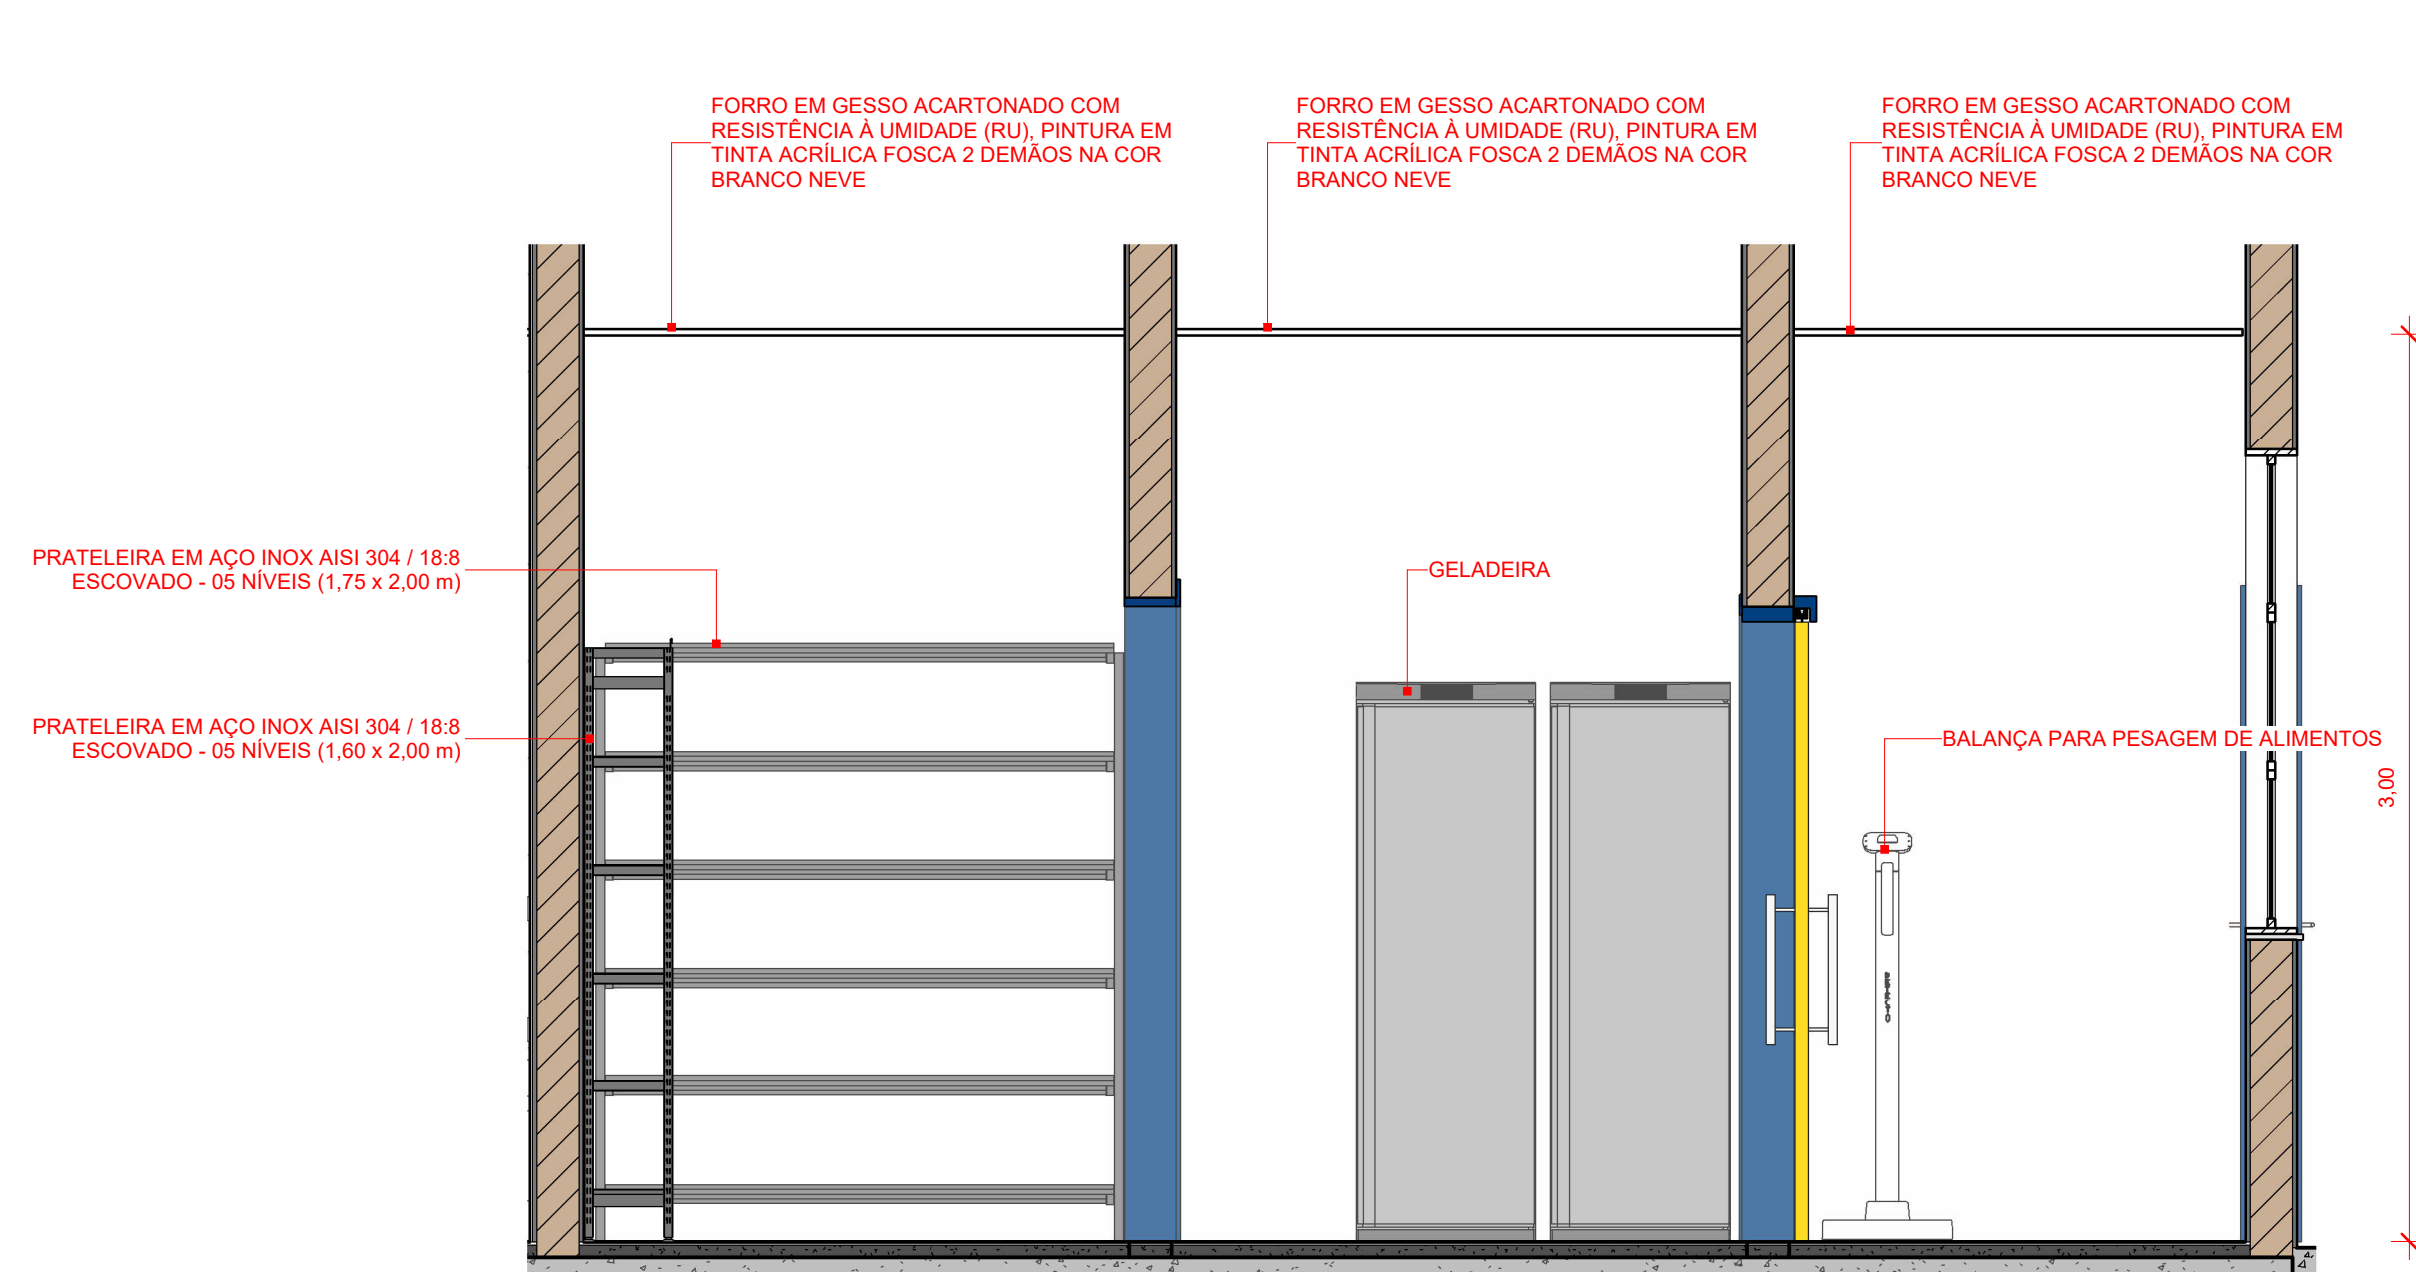 FORRO EM GESSO ACARTONADO COM
RESISTÊNCIA À UMIDADE (RU), PINTURA EM
TINTA ACRÍLICA FOSCA 2 DEMÃOS NA COR
BRANCO NEVE
FORRO EM GESSO ACARTONADO COM
RESISTÊNCIA À UMIDADE (RU), PINTURA EM
TINTA ACRÍLICA FOSCA 2 DEMÃOS NA COR
BRANCO NEVE
FORRO EM GESSO ACARTONADO COM
RESISTÊNCIA À UMIDADE (RU), PINTURA EM
TINTA ACRÍLICA FOSCA 2 DEMÃOS NA COR
BRANCO NEVE
PRATELEIRA EM AÇO INOX AISI 304 / 18:8
ESCOVADO - 05 NÍVEIS (1,75 x 2,00 m)
GELADEIRA
PRATELEIRA EM AÇO INOX AISI 304 / 18:8
ESCOVADO - 05 NÍVEIS (1,60 x 2,00 m)
BALANÇA PARA PESAGEM DE ALIMENTOS
3,00